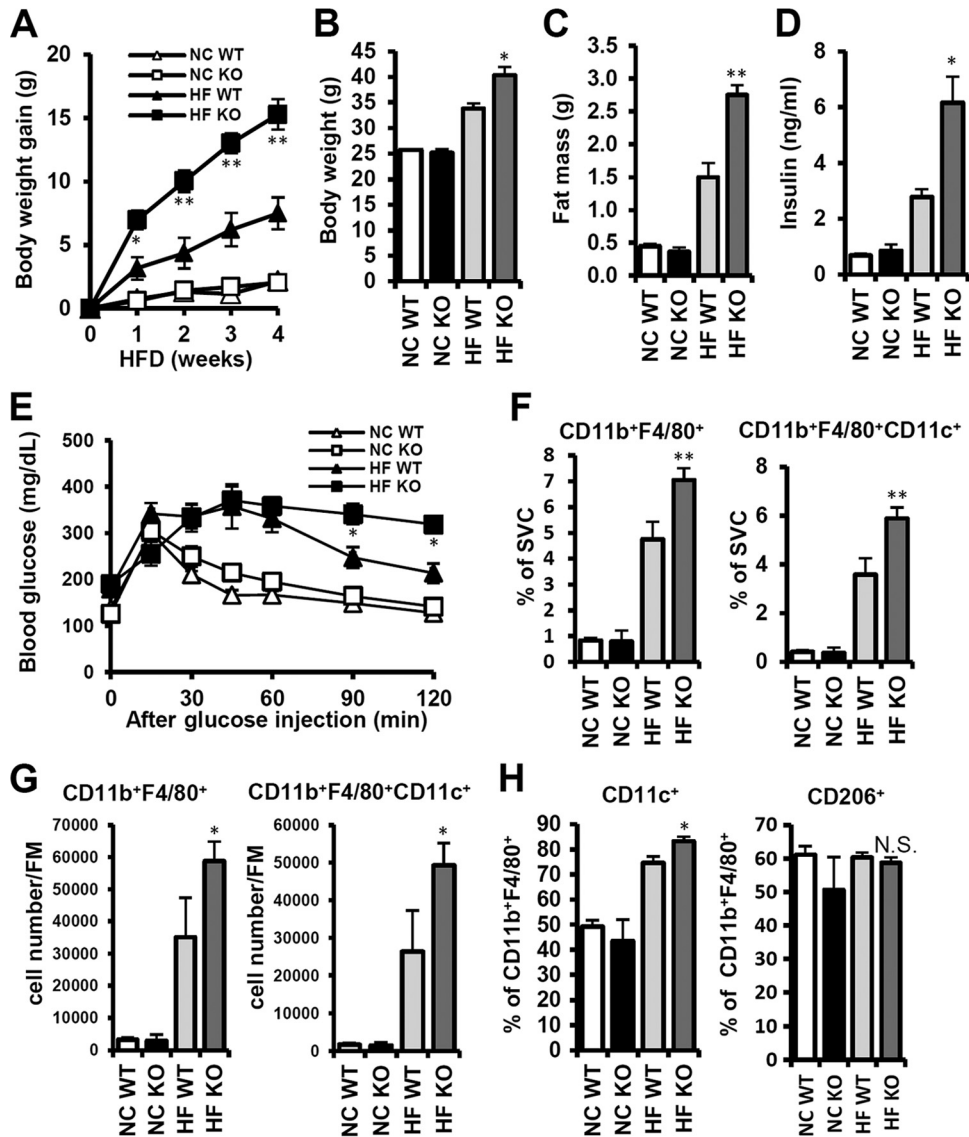 A
NC WT
NC KO
HF WT
HF KO
Body weight gain (g)
20
15
10
5
0
*
**
**
**
0 1 2 3 4
HFD (weeks)
B
Body weight (g)
45
40
35
30
25
20
15
10
5
0
*
NC WT
NC KO
HF WT
HF KO
C
Fat mass (g)
3.5
3.0
2.5
2.0
1.5
1.0
0.5
0.0
**
NC WT
NC KO
HF WT
HF KO
D
Insulin (ng/ml)
8
6
4
2
0
*
NC WT
NC KO
HF WT
HF KO
E
NC WT
NC KO
HF WT
HF KO
Blood glucose (mg/dL)
500
400
300
200
100
0
*
*
0 30 60 90 120
After glucose injection (min)
F
CD11b⁺F4/80⁺
% of SVC
8
7
6
5
4
3
2
1
0
**
NC WT
NC KO
HF WT
HF KO
CD11b⁺F4/80⁺CD11c⁺
% of SVC
8
6
4
2
0
**
NC WT
NC KO
HF WT
HF KO
G
CD11b⁺F4/80⁺
cell number/FM
70000
60000
50000
40000
30000
20000
10000
0
*
NC WT
NC KO
HF WT
HF KO
CD11b⁺F4/80⁺CD11c⁺
cell number/FM
60000
50000
40000
30000
20000
10000
0
*
NC WT
NC KO
HF WT
HF KO
H
CD11c⁺
% of CD11b⁺F4/80⁺
90
80
70
60
50
40
30
20
10
0
*
NC WT
NC KO
HF WT
HF KO
CD206⁺
% of CD11b⁺F4/80⁺
70
60
50
40
30
20
10
0
N.S.
NC WT
NC KO
HF WT
HF KO